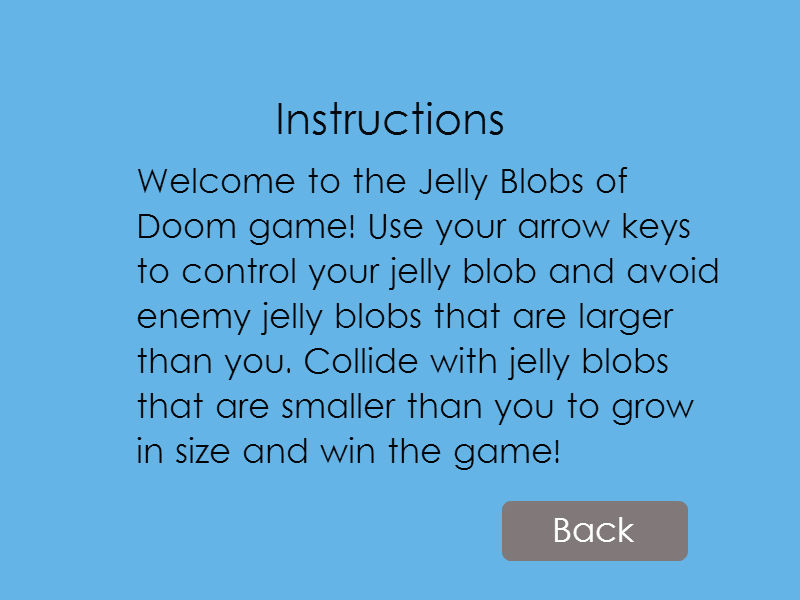 Instructions
Welcome to the Jelly Blobs of
Doom game! Use your arrow keys
to control your jelly blob and avoid
enemy jelly blobs that are larger
than you. Collide with jelly blobs
that are smaller than you to grow
in size and win the game!
Back